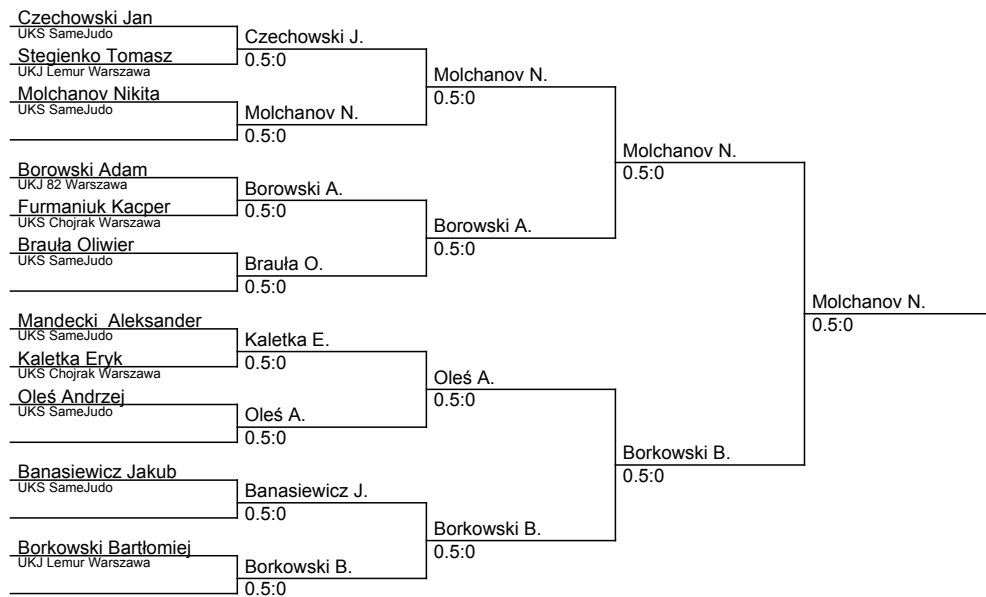 Czechowski Jan
UKS SameJudo
Stegienko Tomasz
UKJ Lemur Warszawa
Molchanov Nikita
UKS SameJudo
Borowski Adam
UKJ 82 Warszawa
Furmaniuk Kacper
UKS Chojrak Warszawa
Brauła Oliwier
UKS SameJudo
Mandecki  Aleksander
UKS SameJudo
Kaletka Eryk
UKS Chojrak Warszawa
Oleś Andrzej
UKS SameJudo
Banasiewicz Jakub
UKS SameJudo
Borkowski Bartłomiej
UKJ Lemur Warszawa
Czechowski J.
0.5:0
Molchanov N.
0.5:0
Borowski A.
0.5:0
Brauła O.
0.5:0
Kaletka E.
0.5:0
Oleś A.
0.5:0
Banasiewicz J.
0.5:0
Borkowski B.
0.5:0
Molchanov N.
0.5:0
Borowski A.
0.5:0
Oleś A.
0.5:0
Borkowski B.
0.5:0
Molchanov N.
0.5:0
Borkowski B.
0.5:0
Molchanov N.
0.5:0